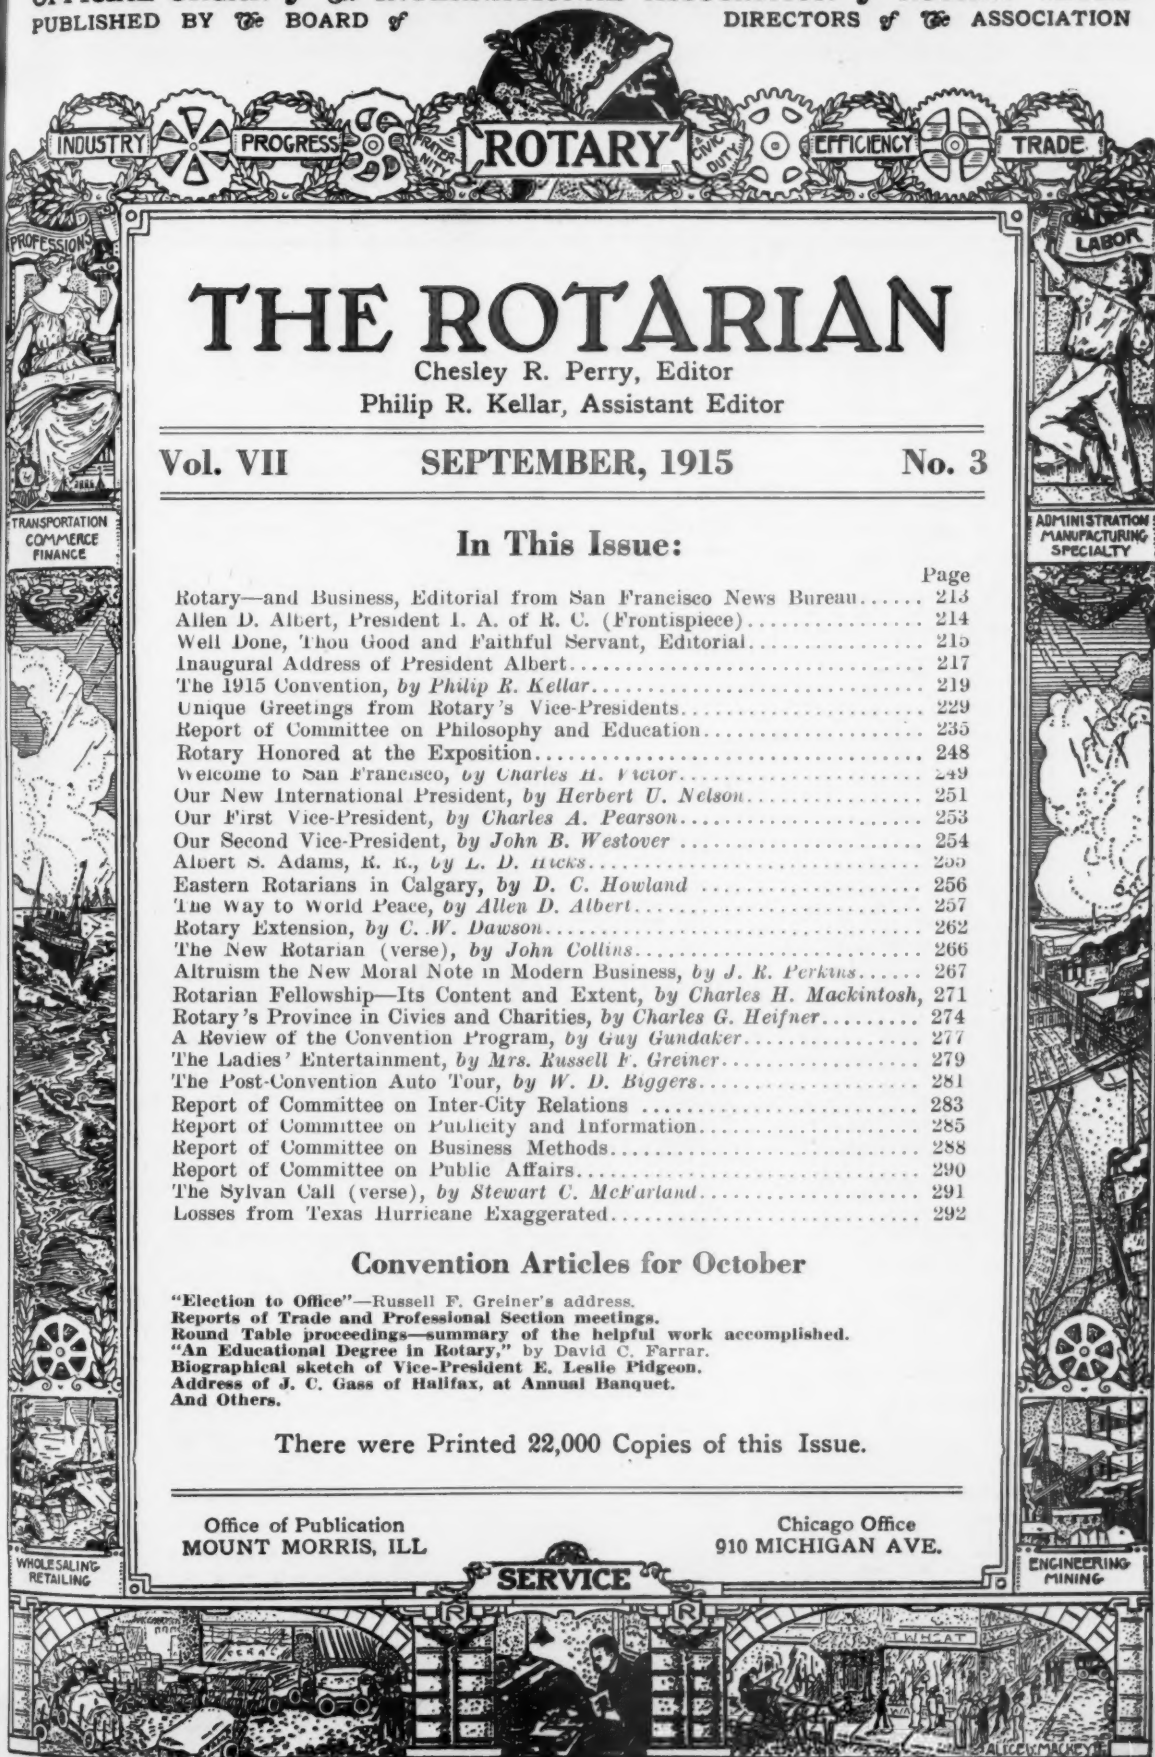 PUBLISHED BY The BOARD of DIRECTORS of The ASSOCIATION
INDUSTRY
PROGRESS
FRATERNITY
ROTARY
CIVIC DUTY
EFFICIENCY
TRADE
PROFESSIONS
LABOR
THE ROTARIAN
Chesley R. Perry, Editor
Philip R. Kellar, Assistant Editor
Vol. VII SEPTEMBER, 1915 No. 3
TRANSPORTATION
COMMERCE
FINANCE
ADMINISTRATION
MANUFACTURING
SPECIALTY
In This Issue:
Page
Rotary—and Business, Editorial from San Francisco News Bureau...... 213
Allen D. Albert, President I. A. of R. C. (Frontispiece)................ 214
Well Done, Thou Good and Faithful Servant, Editorial................ 215
Inaugural Address of President Albert................ 217
The 1915 Convention, by Philip R. Kellar................ 219
Unique Greetings from Rotary's Vice-Presidents................ 229
Report of Committee on Philosophy and Education................ 235
Rotary Honored at the Exposition................ 248
Welcome to San Francisco, by Charles H. Victor................ 249
Our New International President, by Herbert U. Nelson................ 251
Our First Vice-President, by Charles A. Pearson................ 253
Our Second Vice-President, by John B. Westover ................ 254
Albert S. Adams, R. R., by L. D. Hicks................ 255
Eastern Rotarians in Calgary, by D. C. Howland ................ 256
The Way to World Peace, by Allen D. Albert................ 257
Rotary Extension, by C. W. Dawson................ 262
The New Rotarian (verse), by John Collins................ 266
Altruism the New Moral Note in Modern Business, by J. R. Perkins...... 267
Rotarian Fellowship—Its Content and Extent, by Charles H. Mackintosh, 271
Rotary's Province in Civics and Charities, by Charles G. Heifner......... 274
A Review of the Convention Program, by Guy Gundaker................ 277
The Ladies' Entertainment, by Mrs. Russell F. Greiner................ 279
The Post-Convention Auto Tour, by W. D. Biggers................ 281
Report of Committee on Inter-City Relations ................ 283
Report of Committee on Publicity and Information................ 285
Report of Committee on Business Methods................ 288
Report of Committee on Public Affairs................ 290
The Sylvan Call (verse), by Stewart C. McFarland................ 291
Losses from Texas Hurricane Exaggerated................ 292
Convention Articles for October
"Election to Office"—Russell F. Greiner's address.
Reports of Trade and Professional Section meetings.
Round Table proceedings—summary of the helpful work accomplished.
"An Educational Degree in Rotary," by David C. Farrar.
Biographical sketch of Vice-President E. Leslie Pidgeon.
Address of J. C. Gass of Halifax, at Annual Banquet.
And Others.
There were Printed 22,000 Copies of this Issue.
Office of Publication
MOUNT MORRIS, ILL
Chicago Office
910 MICHIGAN AVE.
WHOLESALING
RETAILING
SERVICE
ENGINEERING
MINING
R
R
WHEAT